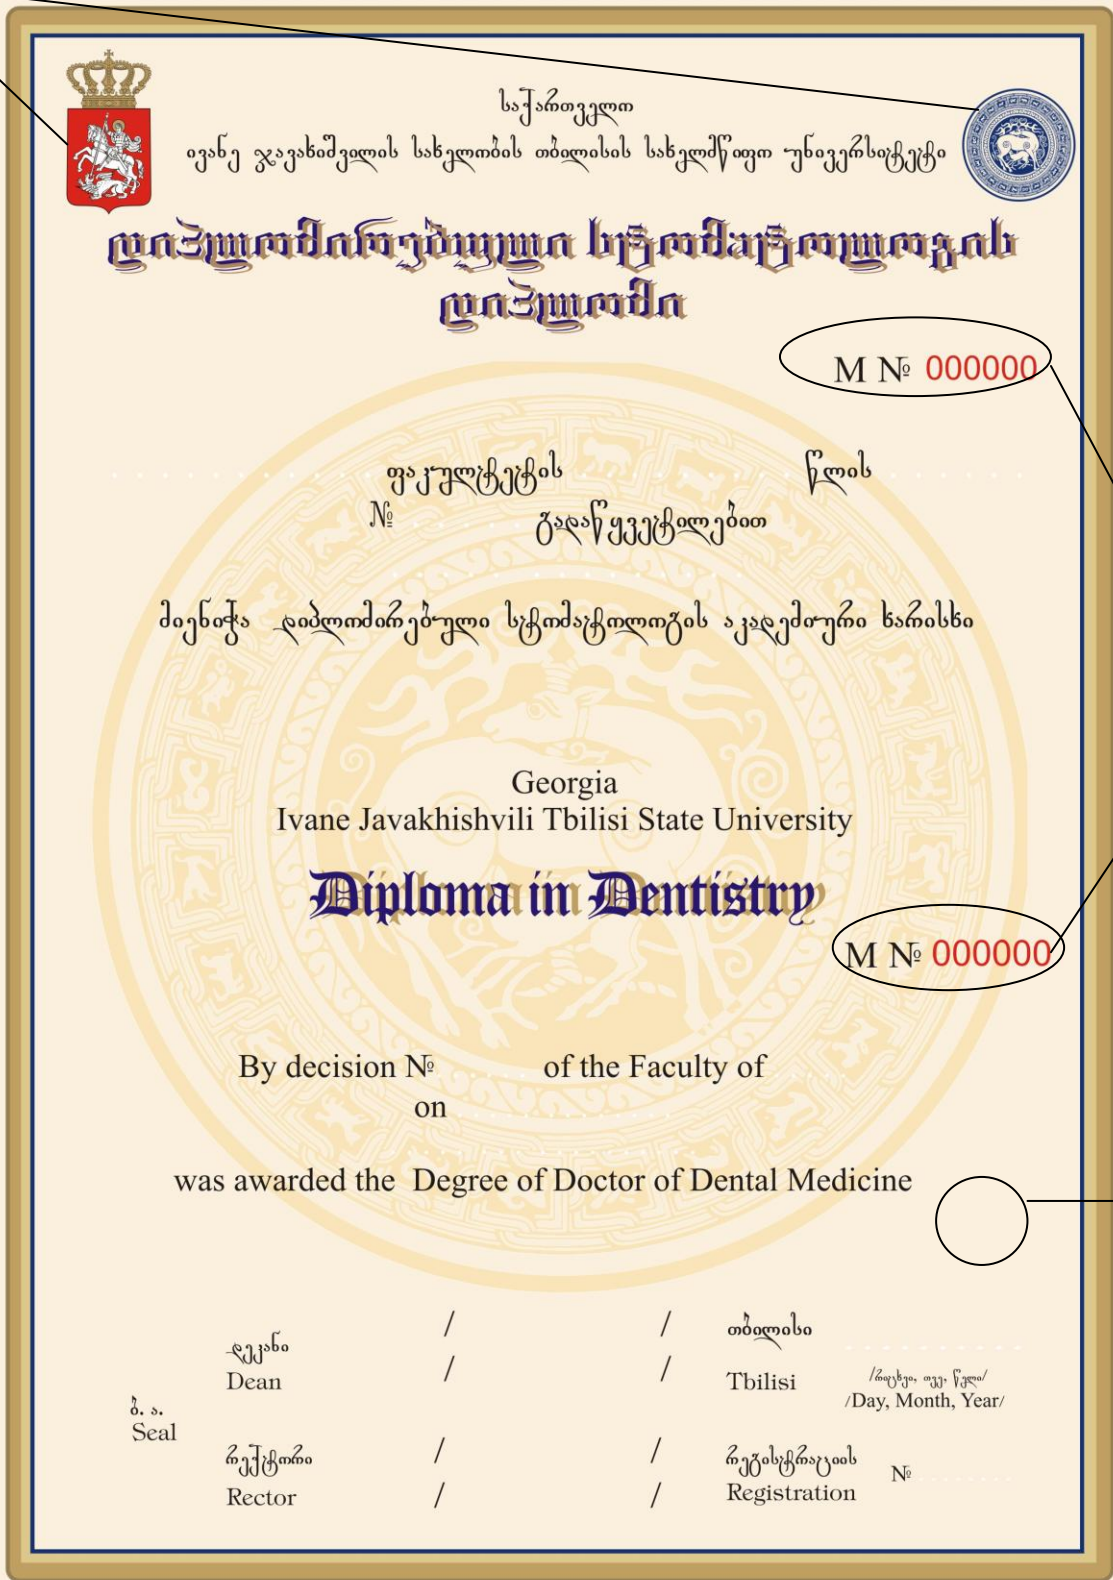 საქართველო
ივანე ჯავახიშვილის სახელობის თბილისის სახელმწიფო უნივერსიტეტი
დიპლომირებული სტომატოლოგის
დიპლომი
M № 000000
ფაკულტეტის წლის
№ გადაწყვეტილებით
მიენიჭა დიპლომირებული სტომატოლოგის აკადემიური ხარისხი
Georgia
Ivane Javakhishvili Tbilisi State University
Diploma in Dentistry
M № 000000
By decision № of the Faculty of
on
was awarded the Degree of Doctor of Dental Medicine
დეკანი / / თბილისი
Dean / / Tbilisi /რიცხვი, თვე, წელი/
/Day, Month, Year/
ბ. ა.
Seal
რექტორი / / რეგისტრაციის №
Rector / / Registration